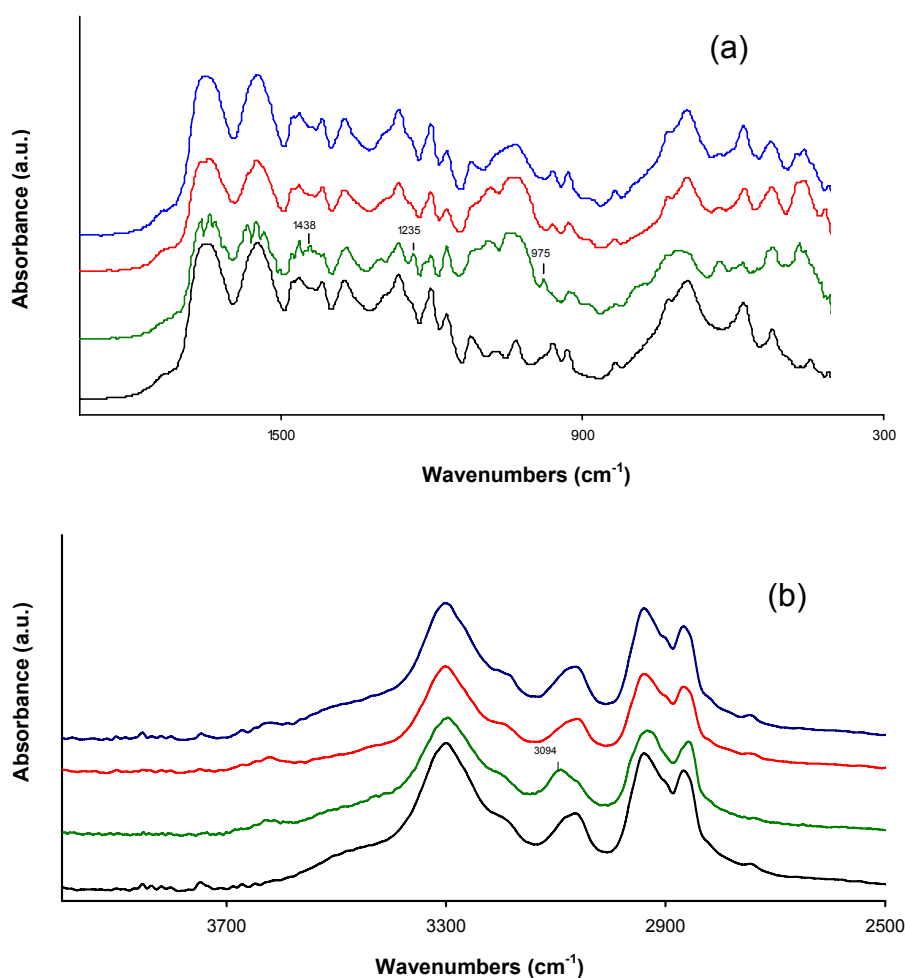 (a)
Absorbance (a.u.)
1438
1235
975
1500 900 300
Wavenumbers (cm⁻¹)
(b)
Absorbance (a.u.)
3094
3700 3300 2900 2500
Wavenumbers (cm⁻¹)